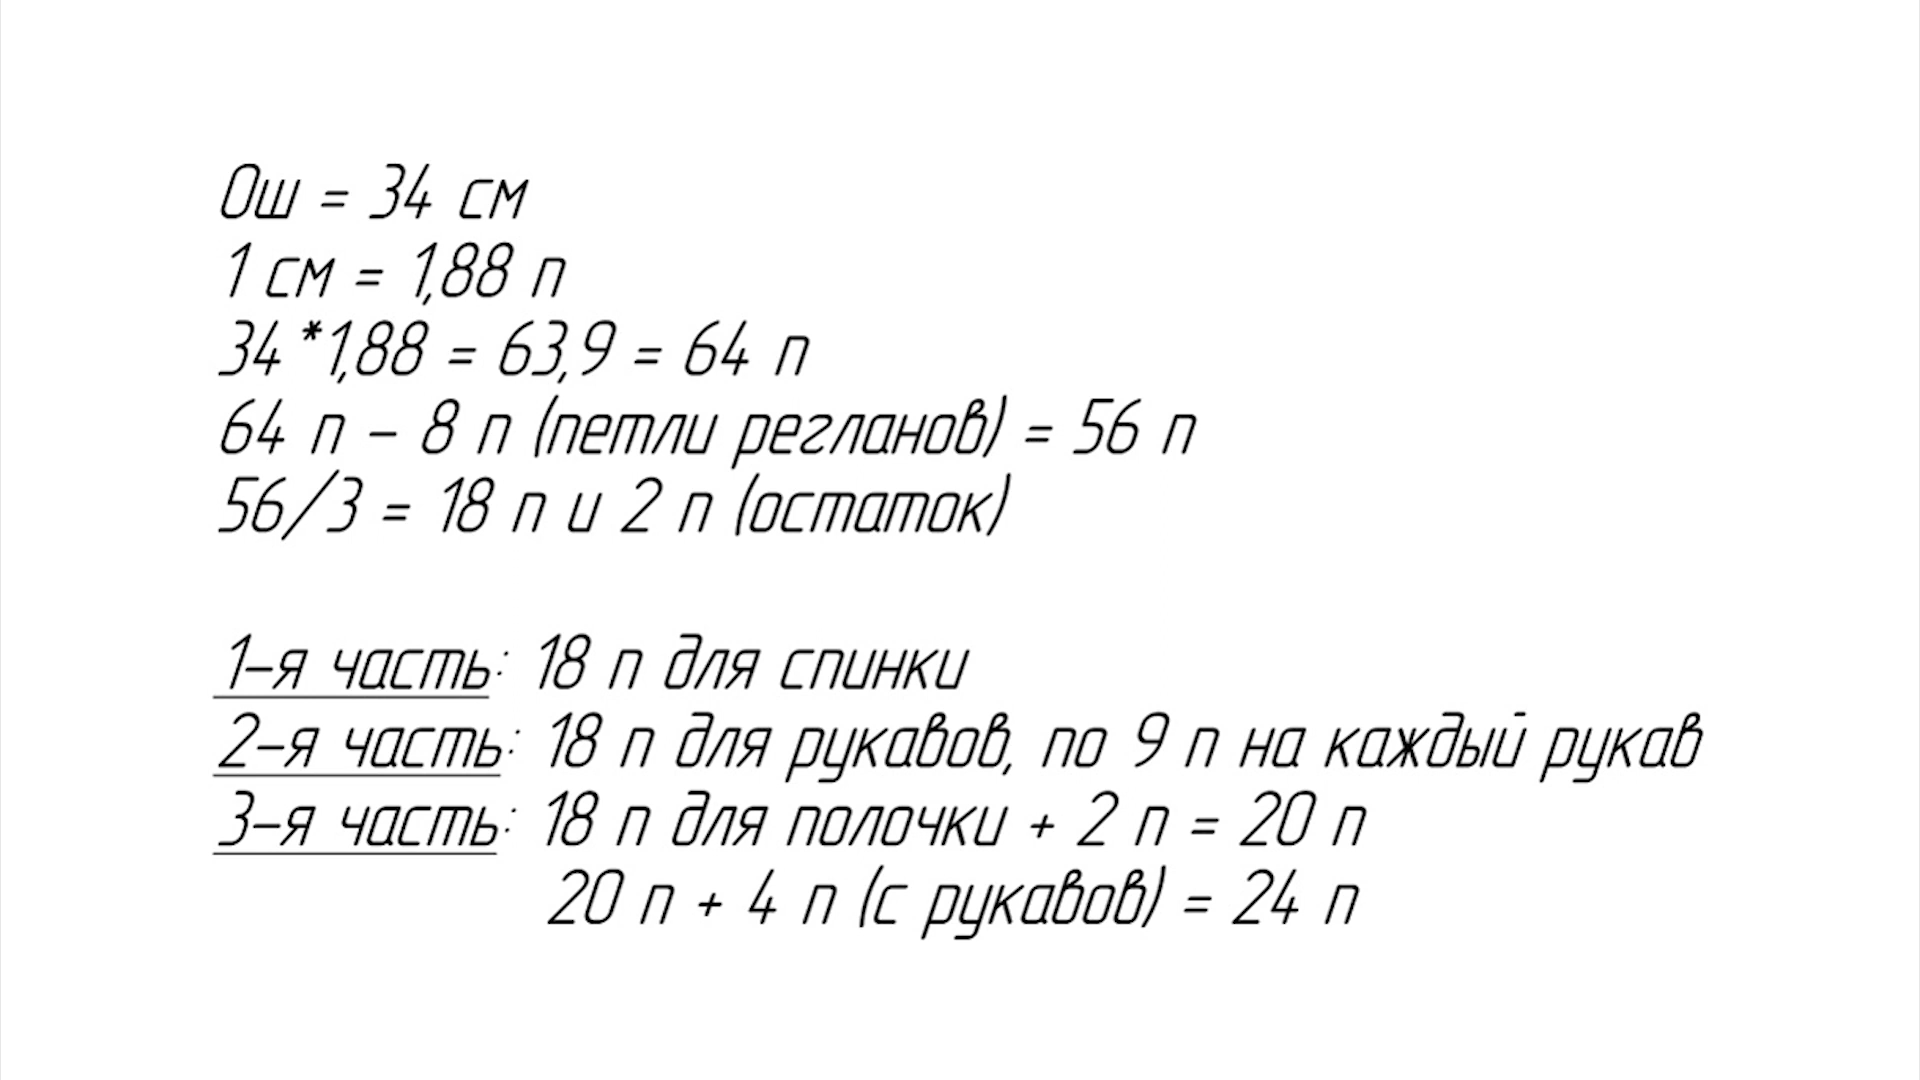 Ош = 34 см
1 см = 1,88 п
34 *1,88 = 63,9 = 64 п
64 п – 8 п (петли регланов) = 56 п
56/3 = 18 п и 2 п (остаток)
1-я часть: 18 п для спинки
2-я часть: 18 п для рукавов, по 9 п на каждый рукав
3-я часть: 18 п для полочки + 2 п = 20 п
20 п + 4 п (с рукавов) = 24 п